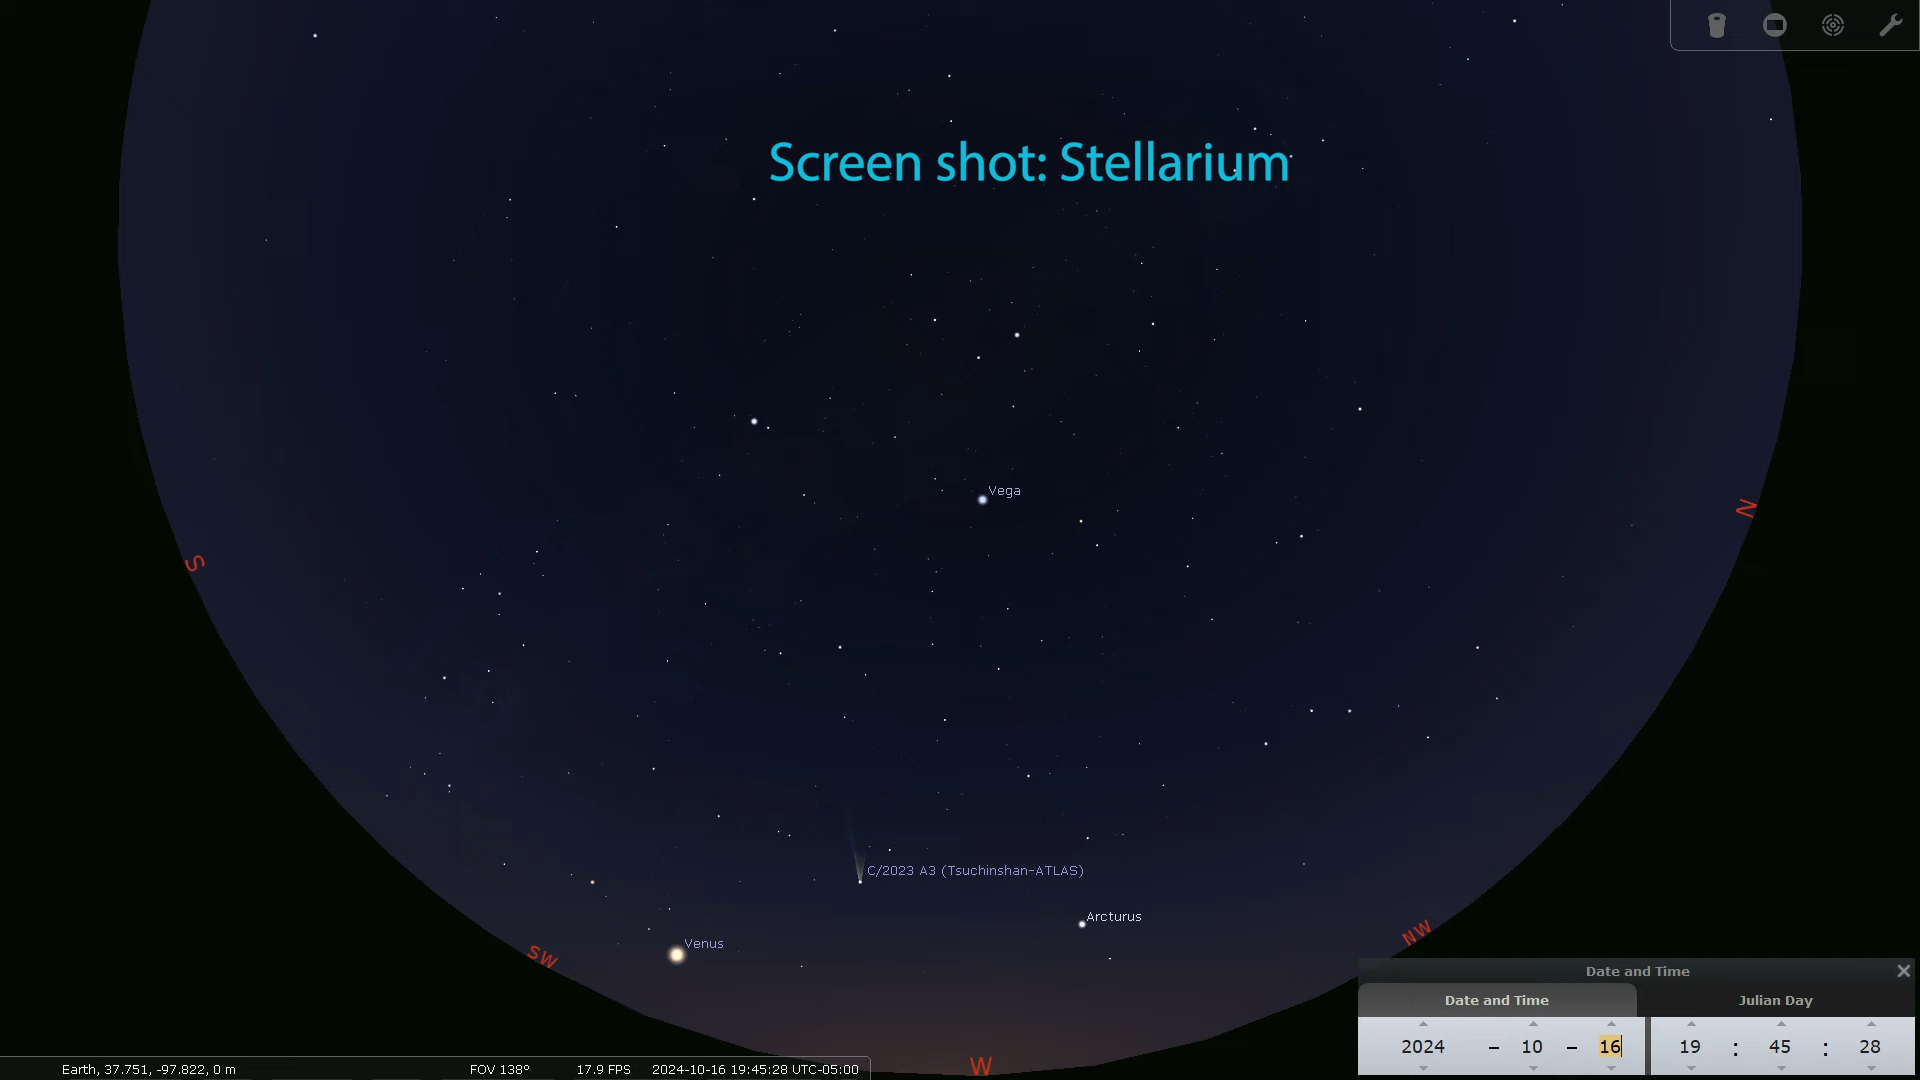 Screen shot: Stellarium
Vega
N
S
C/2023 A3 (Tsuchinshan-ATLAS)
Arcturus
Venus
SW
NW
W
Date and Time
Date and Time
Julian Day
2024 - 10 - 16
19 : 45 : 28
Earth, 37.751, -97.822, 0 m
FOV 138°
17.9 FPS
2024-10-16 19:45:28 UTC-05:00